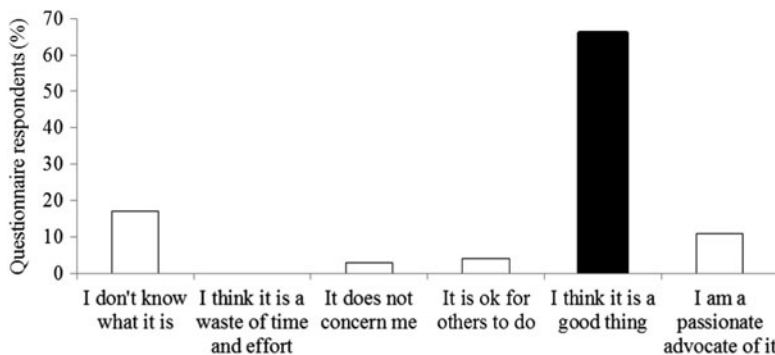 Questionnaire respondents (%)
70
60
50
40
30
20
10
0
I don't know
what it is
I think it is a
waste of time
and effort
It does not
concern me
It is ok for
others to do
I think it is a
good thing
I am a
passionate
advocate of it